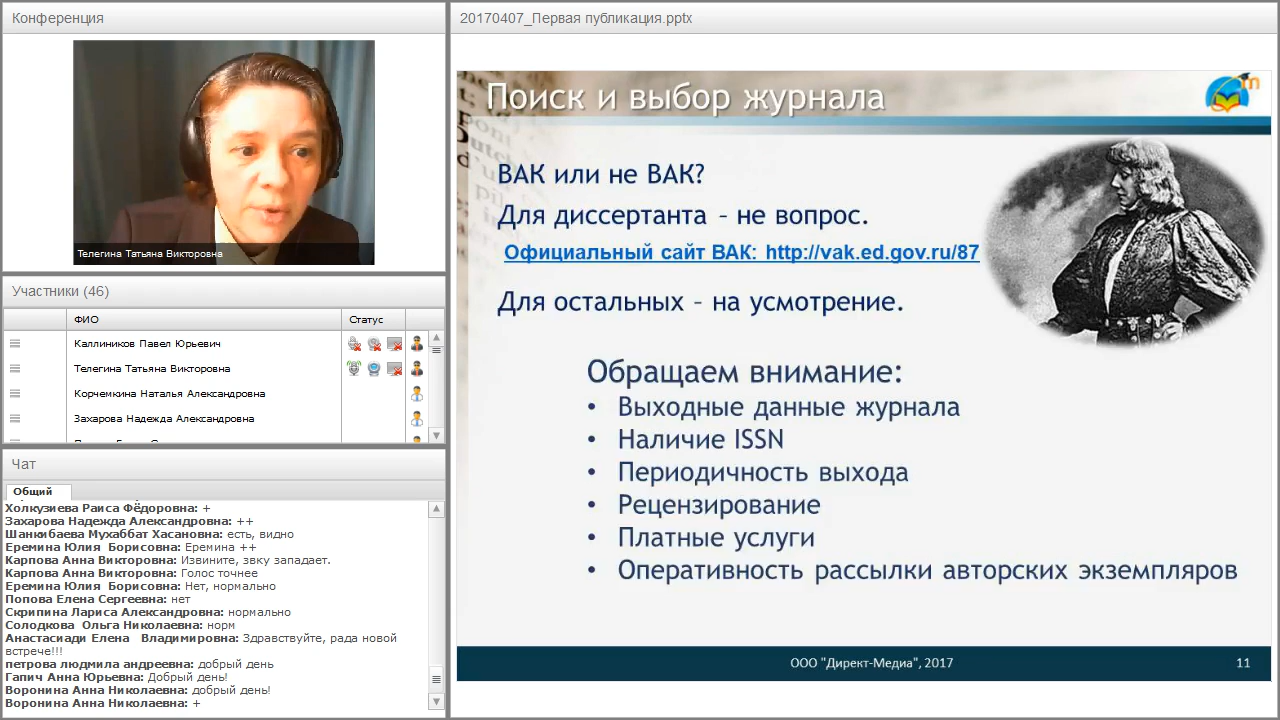 Конференция
Телегина Татьяна Викторовна
Участники (46)
ФИО
Статус
Каллиников Павел Юрьевич
Телегина Татьяна Викторовна
Корчемкина Наталья Александровна
Захарова Надежда Александровна
Чат
Общий
Холкузиева Раиса Фёдоровна: +
Захарова Надежда Александровна: ++
Шанкибаева Мухаббат Хасановна: есть, видно
Еремина Юлия Борисовна: Еремина ++
Карпова Анна Викторовна: Извините, звку западает.
Карпова Анна Викторовна: Голос точнее
Еремина Юлия Борисовна: Нет, нормально
Попова Елена Сергеевна: нет
Скрипина Лариса Александровна: нормально
Солодкова Ольга Николаевна: норм
Анастасиади Елена Владимировна: Здравствуйте, рада новой
встрече!!!
петрова людмила андреевна: добрый день
Гапич Анна Юрьевна: Добрый день!
Воронина Анна Николаевна: добрый день!
Воронина Анна Николаевна: +
20170407_Первая публикация.pptx
Поиск и выбор журнала
ВАК или не ВАК?
Для диссертанта – не вопрос.
Официальный сайт ВАК: http://vak.ed.gov.ru/87
Для остальных – на усмотрение.
Обращаем внимание:
• Выходные данные журнала
• Наличие ISSN
• Периодичность выхода
• Рецензирование
• Платные услуги
• Оперативность рассылки авторских экземпляров
ООО "Директ-Медиа", 2017
11